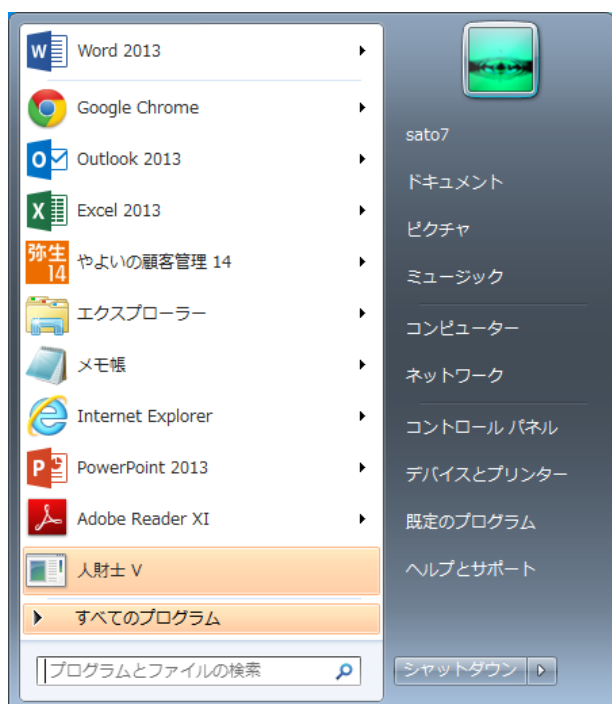 Word 2013
Google Chrome
Outlook 2013
Excel 2013
弥生
14
やよいの顧客管理 14
エクスプローラー
メモ帳
Internet Explorer
PowerPoint 2013
Adobe Reader XI
人財士 V
すべてのプログラム
プログラムとファイルの検索
sato7
ドキュメント
ピクチャ
ミュージック
コンピューター
ネットワーク
コントロール パネル
デバイスとプリンター
既定のプログラム
ヘルプとサポート
シャットダウン